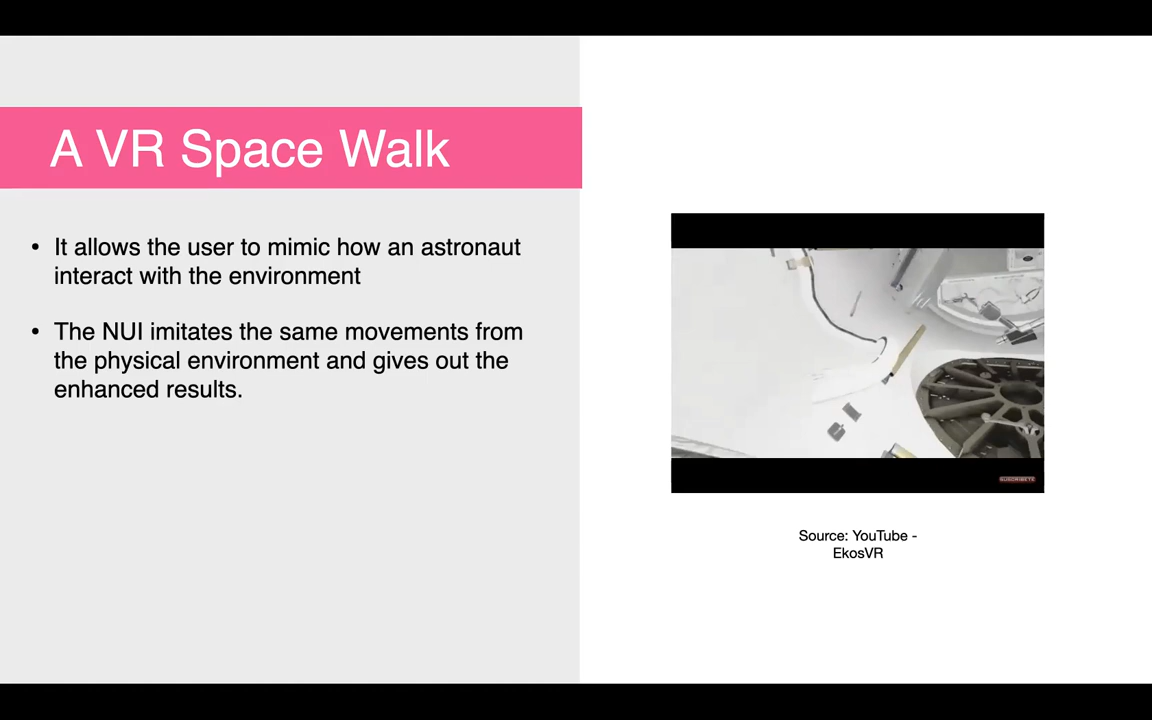 A VR Space Walk
• It allows the user to mimic how an astronaut
interact with the environment
• The NUI imitates the same movements from
the physical environment and gives out the
enhanced results.
SUSCRIBETE
Source: YouTube -
EkosVR